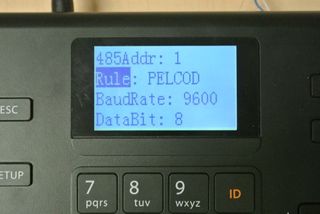 485Addr: 1
Rule: PELCOD
BaudRate: 9600
DataBit: 8
ESC
SETUP
7
pqrs
8
tuv
9
wxyz
ID